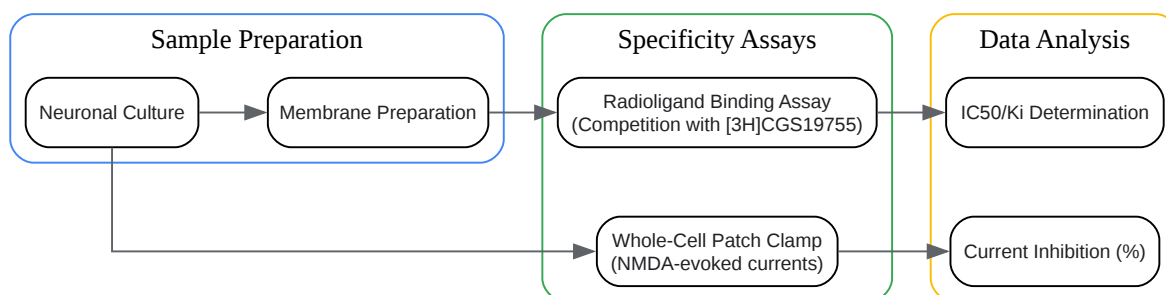 Sample Preparation
Specificity Assays
Data Analysis
Neuronal Culture
Membrane Preparation
Radioligand Binding Assay
(Competition with [3H]CGS19755)
IC50/Ki Determination
Whole-Cell Patch Clamp
(NMDA-evoked currents)
Current Inhibition (%)